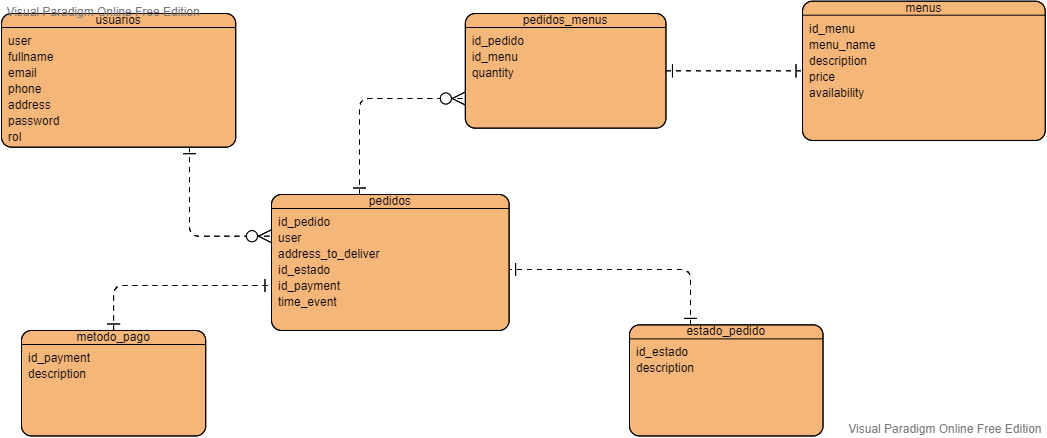 Visual Paradigm Online Free Edition
usuarios
user
fullname
email
phone
address
password
rol
pedidos_menus
id_pedido
id_menu
quantity
menus
id_menu
menu_name
description
price
availability
pedidos
id_pedido
user
address_to_deliver
id_estado
id_payment
time_event
metodo_pago
id_payment
description
estado_pedido
id_estado
description
Visual Paradigm Online Free Edition